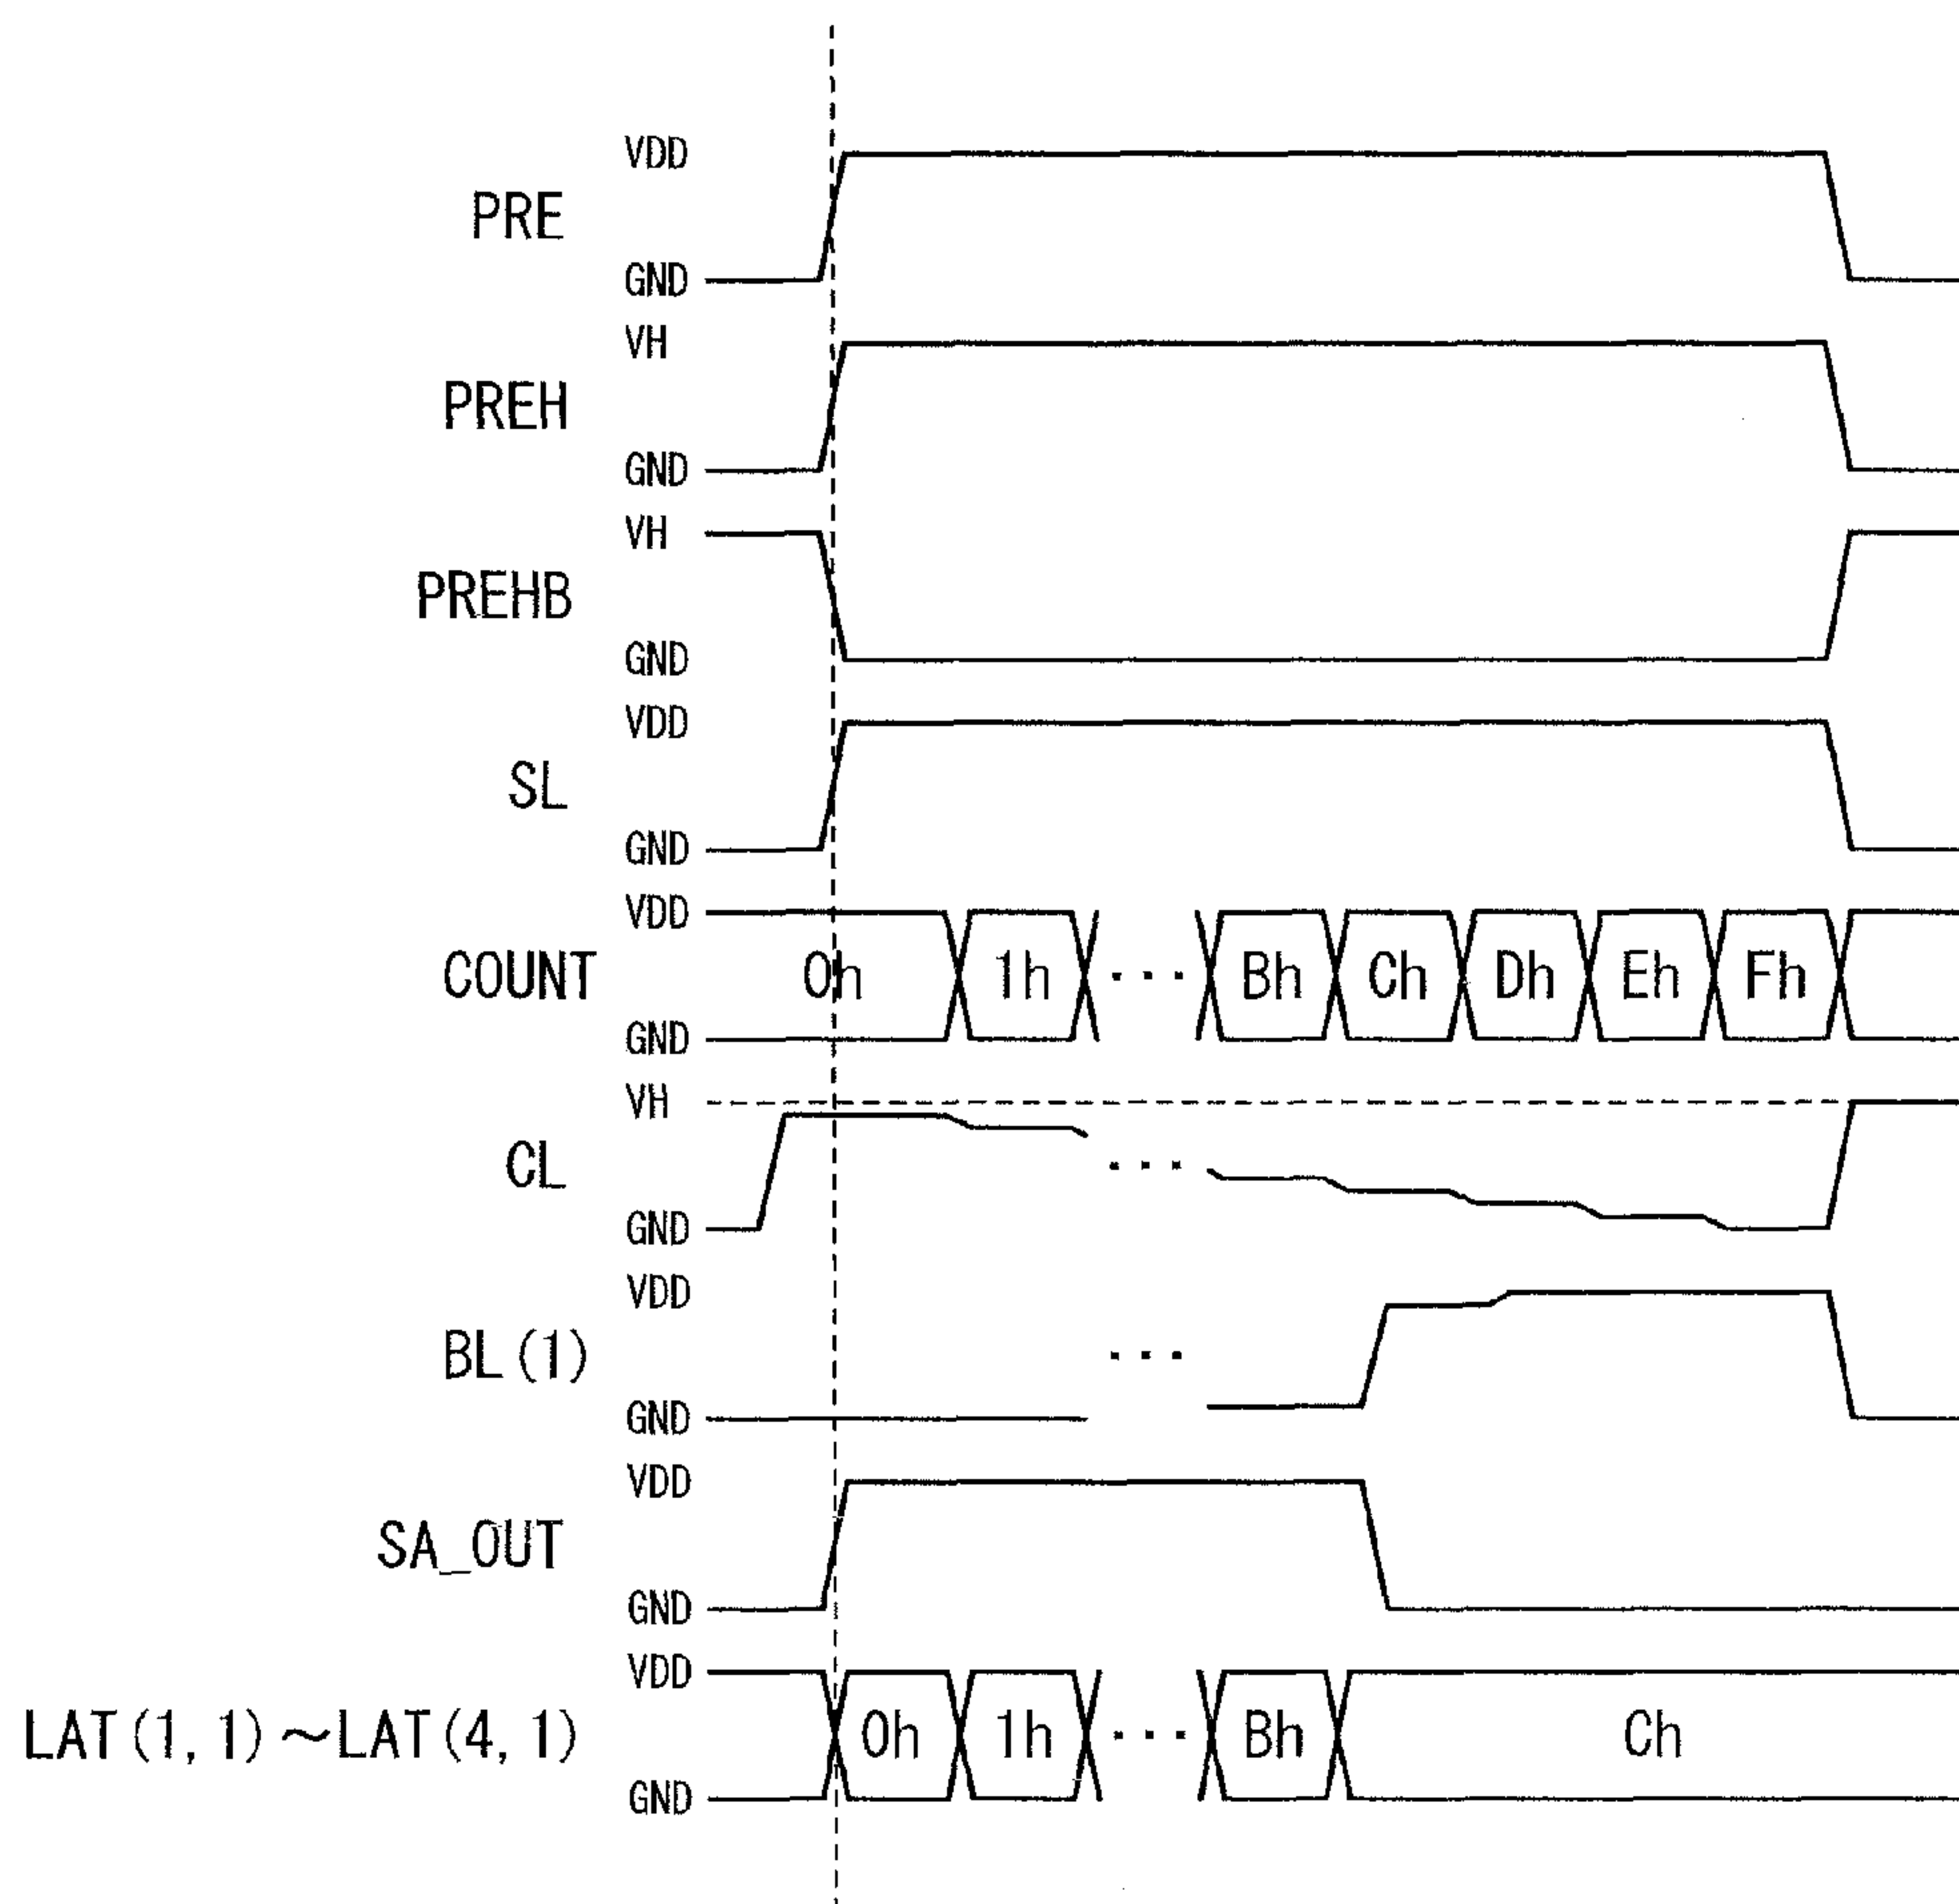 VDD
PRE
GND
VH
PREH
GND
VH
PREHB
GND
VDD
SL
GND
VDD
COUNT 0h 1h ... Bh Ch Dh Eh Fh
GND
VH
CL ...
GND
VDD
BL(1) ...
GND
VDD
SA_OUT
GND
VDD
LAT(1,1)~LAT(4,1) 0h 1h ... Bh Ch
GND